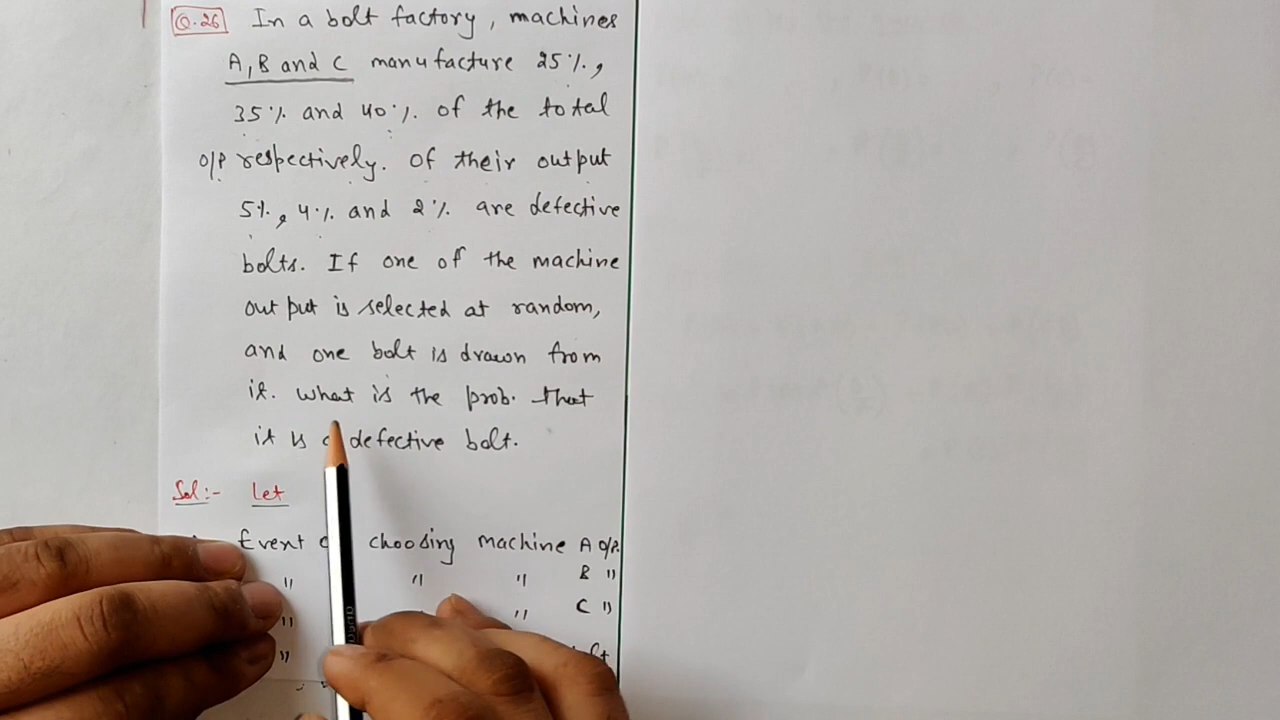 Q.26 In a bolt factory, machines
A, B and C manufacture 25%,
35% and 40% of the total
O/P respectively. Of their output
5%, 4% and 2% are defective
bolts. If one of the machine
output is selected at random,
and one bolt is drawn from
it. What is the prob. that
it is defective bolt.
Sol:- Let
Event choosing machine A O/P.
" " " B "
" " C "
"